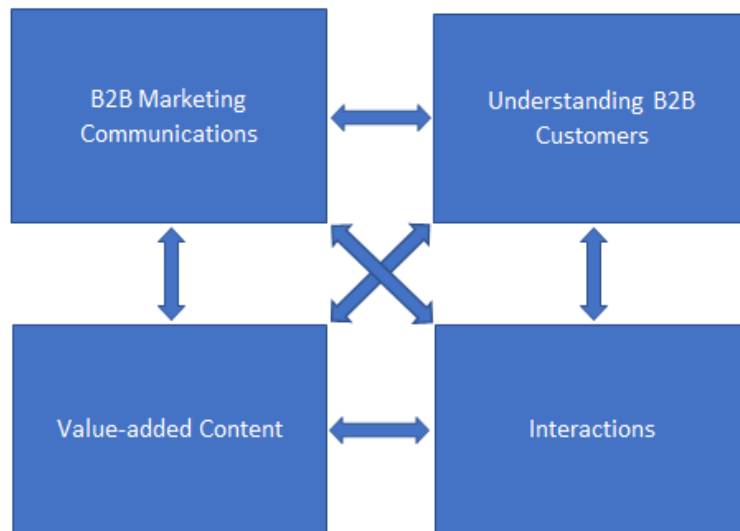 B2B Marketing
Communications
Understanding B2B
Customers
Value-added Content
Interactions